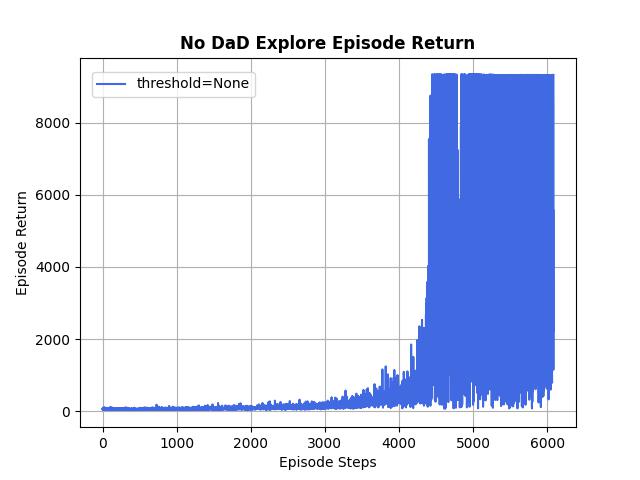 No DaD Explore Episode Return
threshold=None
Episode Return
8000
6000
4000
2000
0
0 1000 2000 3000 4000 5000 6000
Episode Steps